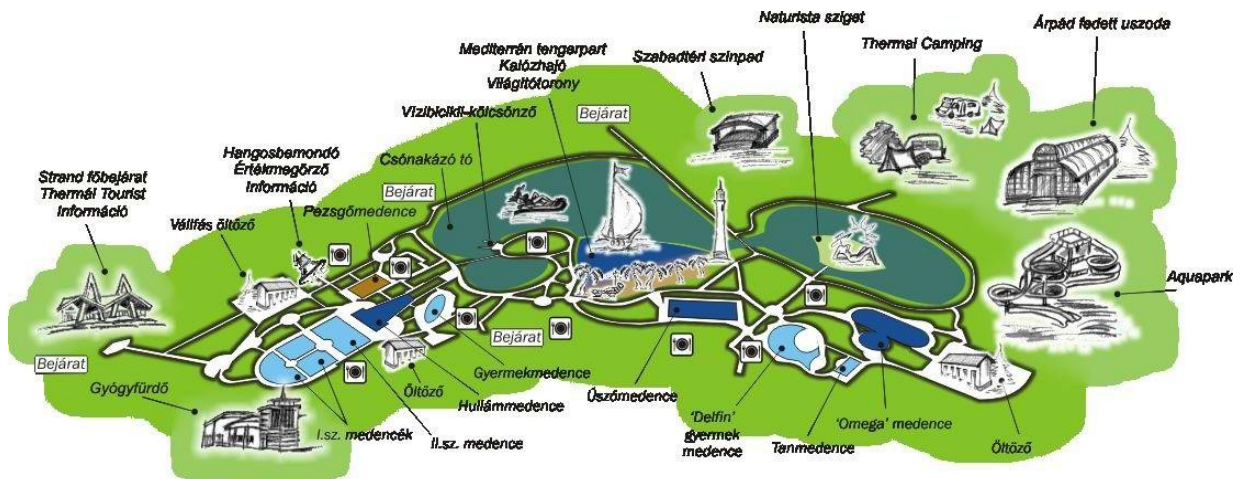 Naturista sziget
Árpád fedett uszoda
Thermal Camping
Mediterrán tengerpart
Kalózhajó
Világítótorony
Szabadtéri színpad
Bejárat
Vízibicikli-kölcsönző
Hangosbemondó
Értékmegőrző
Információ
Csónakázó tó
Strand főbejárat
Thermál Tourist
Információ
Bejárat
Pezsgőmedence
Vállfás öltöző
Aquapark
Bejárat
Bejárat
Gyógyfürdő
Öltöző
Gyermekmedence
Hullámmedence
Úszómedence
I.sz. medencék
II.sz. medence
'Delfin'
gyermek
medence
'Omega' medence
Tanmedence
Öltöző